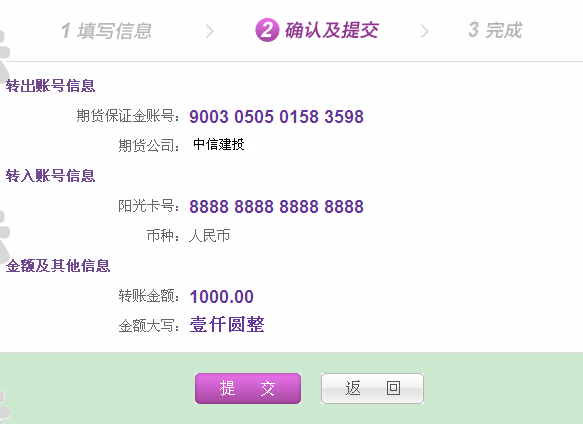 1 填写信息 2 确认及提交 3 完成
转出账号信息
期货保证金账号： 9003 0505 0158 3598
期货公司： 中信建投
转入账号信息
阳光卡号： 8888 8888 8888 8888
币种： 人民币
金额及其他信息
转账金额： 1000.00
金额大写： 壹仟圆整
提 交 返 回